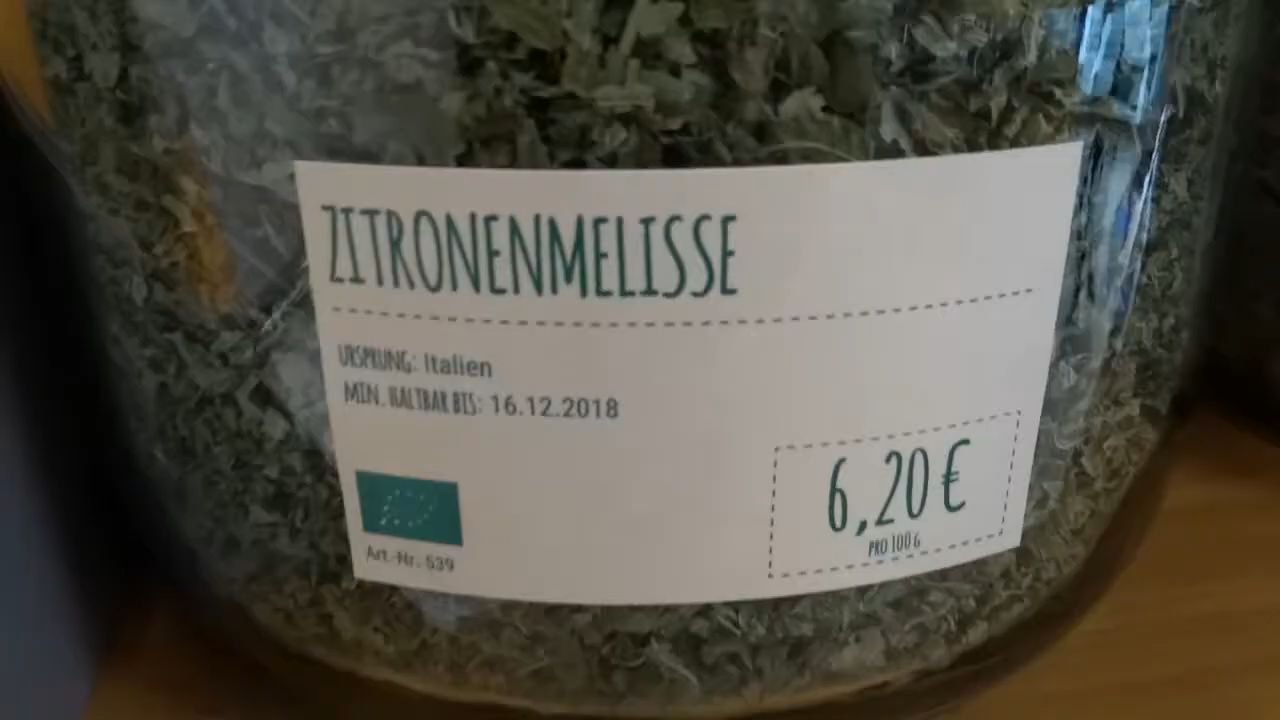 ZITRONENMELISSE
URSPRUNG: Italien
MIN. HALTBAR BIS: 16.12.2018
6,20 €
PRO 100 G
Art.-Nr. 539